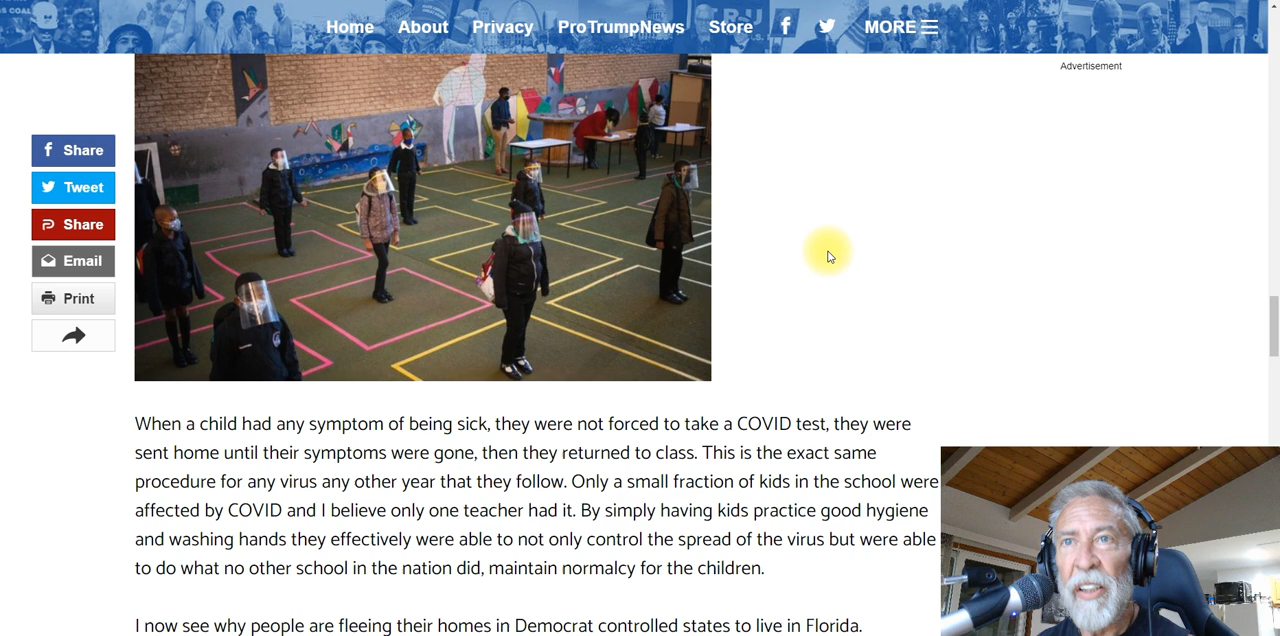 Home About Privacy ProTrumpNews Store MORE
Advertisement
Share
Tweet
Share
Email
Print
When a child had any symptom of being sick, they were not forced to take a COVID test, they were
sent home until their symptoms were gone, then they returned to class. This is the exact same
procedure for any virus any other year that they follow. Only a small fraction of kids in the school were
affected by COVID and I believe only one teacher had it. By simply having kids practice good hygiene
and washing hands they effectively were able to not only control the spread of the virus but were able
to do what no other school in the nation did, maintain normalcy for the children.
I now see why people are fleeing their homes in Democrat controlled states to live in Florida.